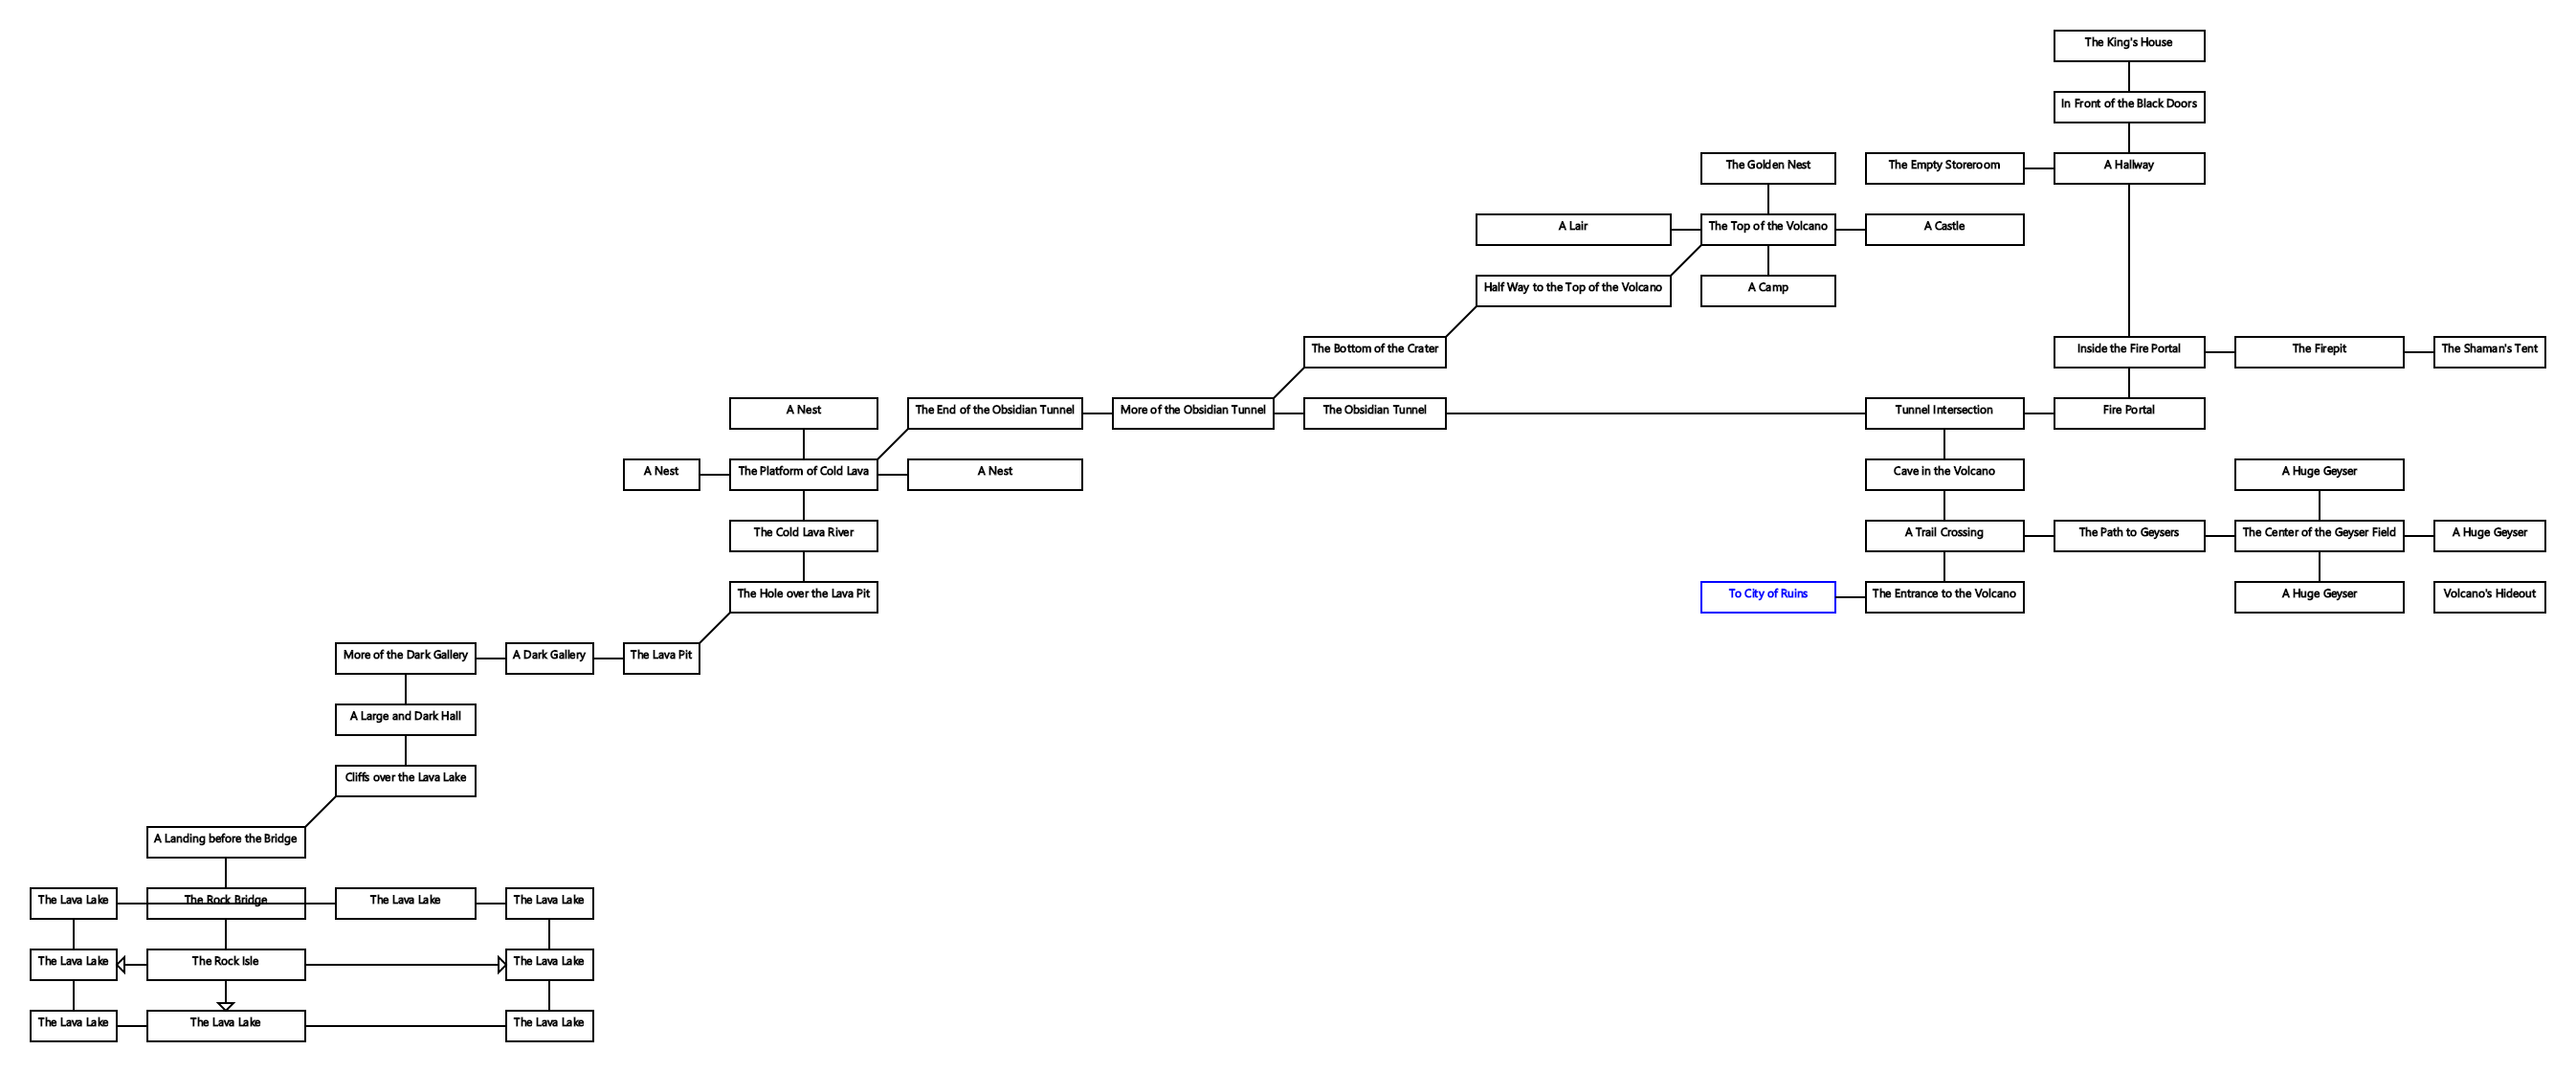 The King's House
In Front of the Black Doors
The Golden Nest
The Empty Storeroom
A Hallway
A Lair
The Top of the Volcano
A Castle
Half Way to the Top of the Volcano
A Camp
The Bottom of the Crater
Inside the Fire Portal
The Firepit
The Shaman's Tent
A Nest
The End of the Obsidian Tunnel
More of the Obsidian Tunnel
The Obsidian Tunnel
Tunnel Intersection
Fire Portal
A Nest
The Platform of Cold Lava
A Nest
Cave in the Volcano
A Huge Geyser
The Cold Lava River
A Trail Crossing
The Path to Geysers
The Center of the Geyser Field
A Huge Geyser
The Hole over the Lava Pit
To City of Ruins
The Entrance to the Volcano
A Huge Geyser
Volcano's Hideout
More of the Dark Gallery
A Dark Gallery
The Lava Pit
A Large and Dark Hall
Cliffs over the Lava Lake
A Landing before the Bridge
The Lava Lake
The Rock Bridge
The Lava Lake
The Lava Lake
The Lava Lake
The Rock Isle
The Lava Lake
The Lava Lake
The Lava Lake
The Lava Lake